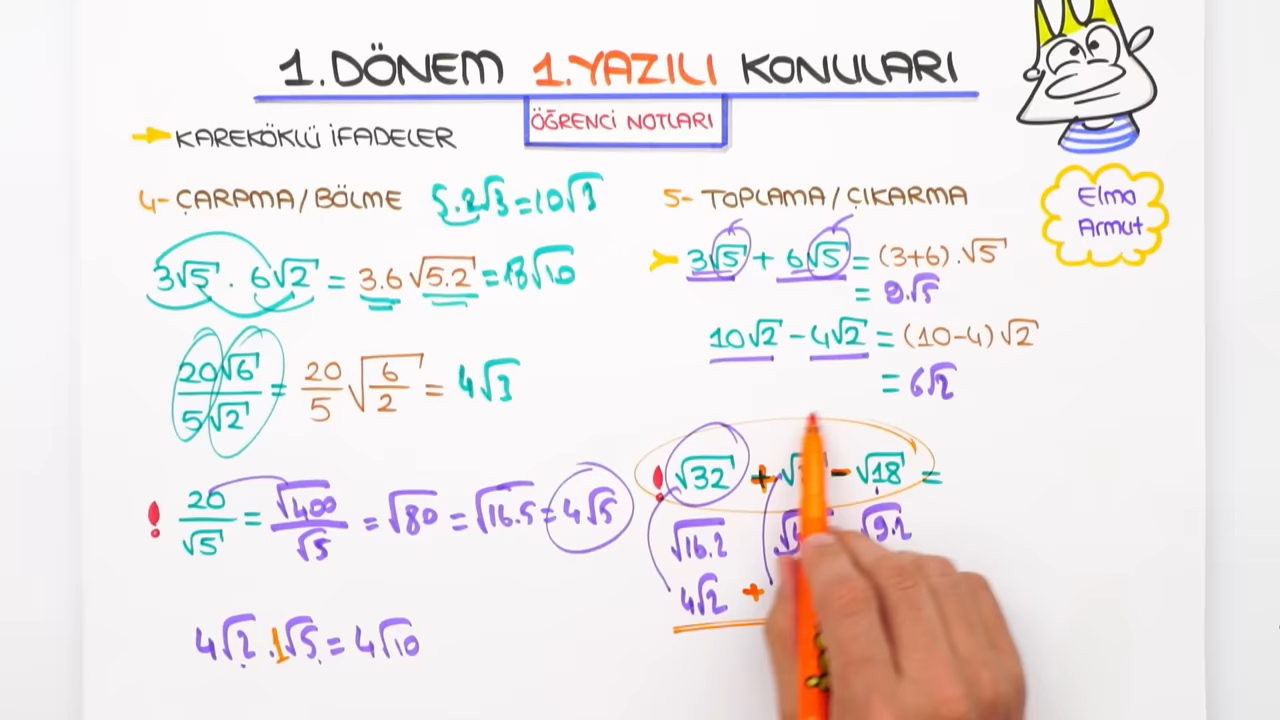 1.DÖNEM 1.YAZILI KONULARI
ÖĞRENCİ NOTLARI
KAREKÖKLÜ İFADELER
4- ÇARPMA/BÖLME 5.2√3=10√3
3√5 . 6√2 = 3.6 √5.2 = 18√10
20√6/5√2 = 20/5 √6/2 = 4√3
! 20/√5 = √400/√5 = √80 = √16.5 = 4√5
4√2 . 1√5 = 4√10
5- TOPLAMA/ÇIKARMA
3√5 + 6√5 = (3+6).√5
= 9.√5
10√2 - 4√2 = (10-4)√2
= 6√2
! √32 + √ - √18 =
√16.2 √9.2
4√2 +
Elma
Armut